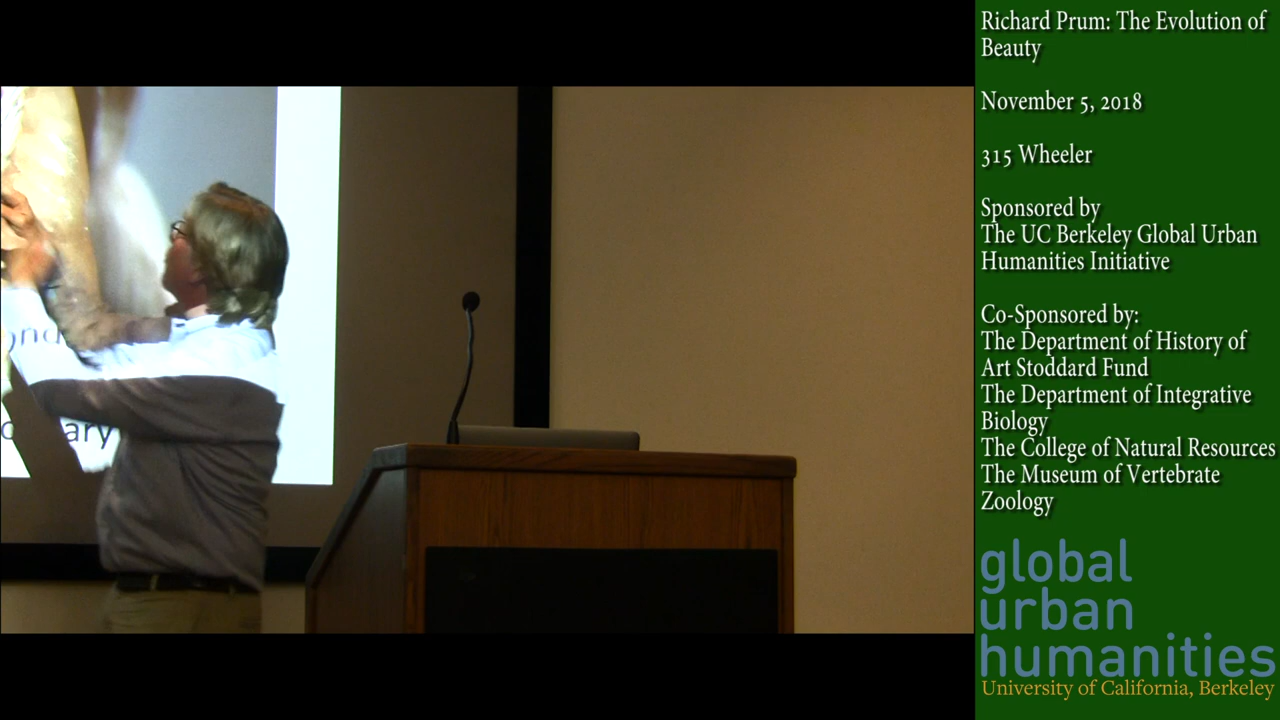 Richard Prum: The Evolution of
Beauty
November 5, 2018
315 Wheeler
Sponsored by
The UC Berkeley Global Urban
Humanities Initiative
Co-Sponsored by:
The Department of History of
Art Stoddard Fund
The Department of Integrative
Biology
The College of Natural Resources
The Museum of Vertebrate
Zoology
global
urban
humanities
University of California, Berkeley